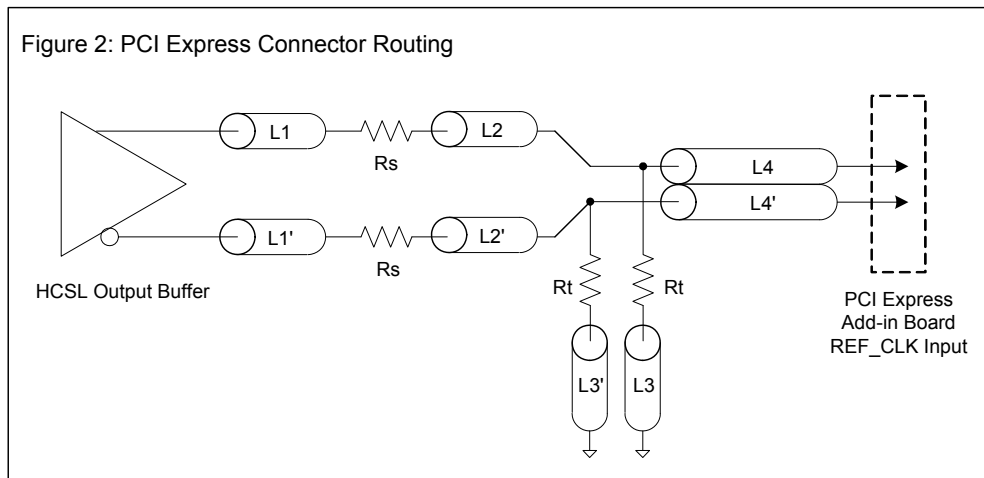 Figure 2: PCI Express Connector Routing
L1
Rs
L2
L4
L4'
L1'
Rs
L2'
HCSL Output Buffer
Rt
Rt
L3'
L3
PCI Express
Add-in Board
REF_CLK Input